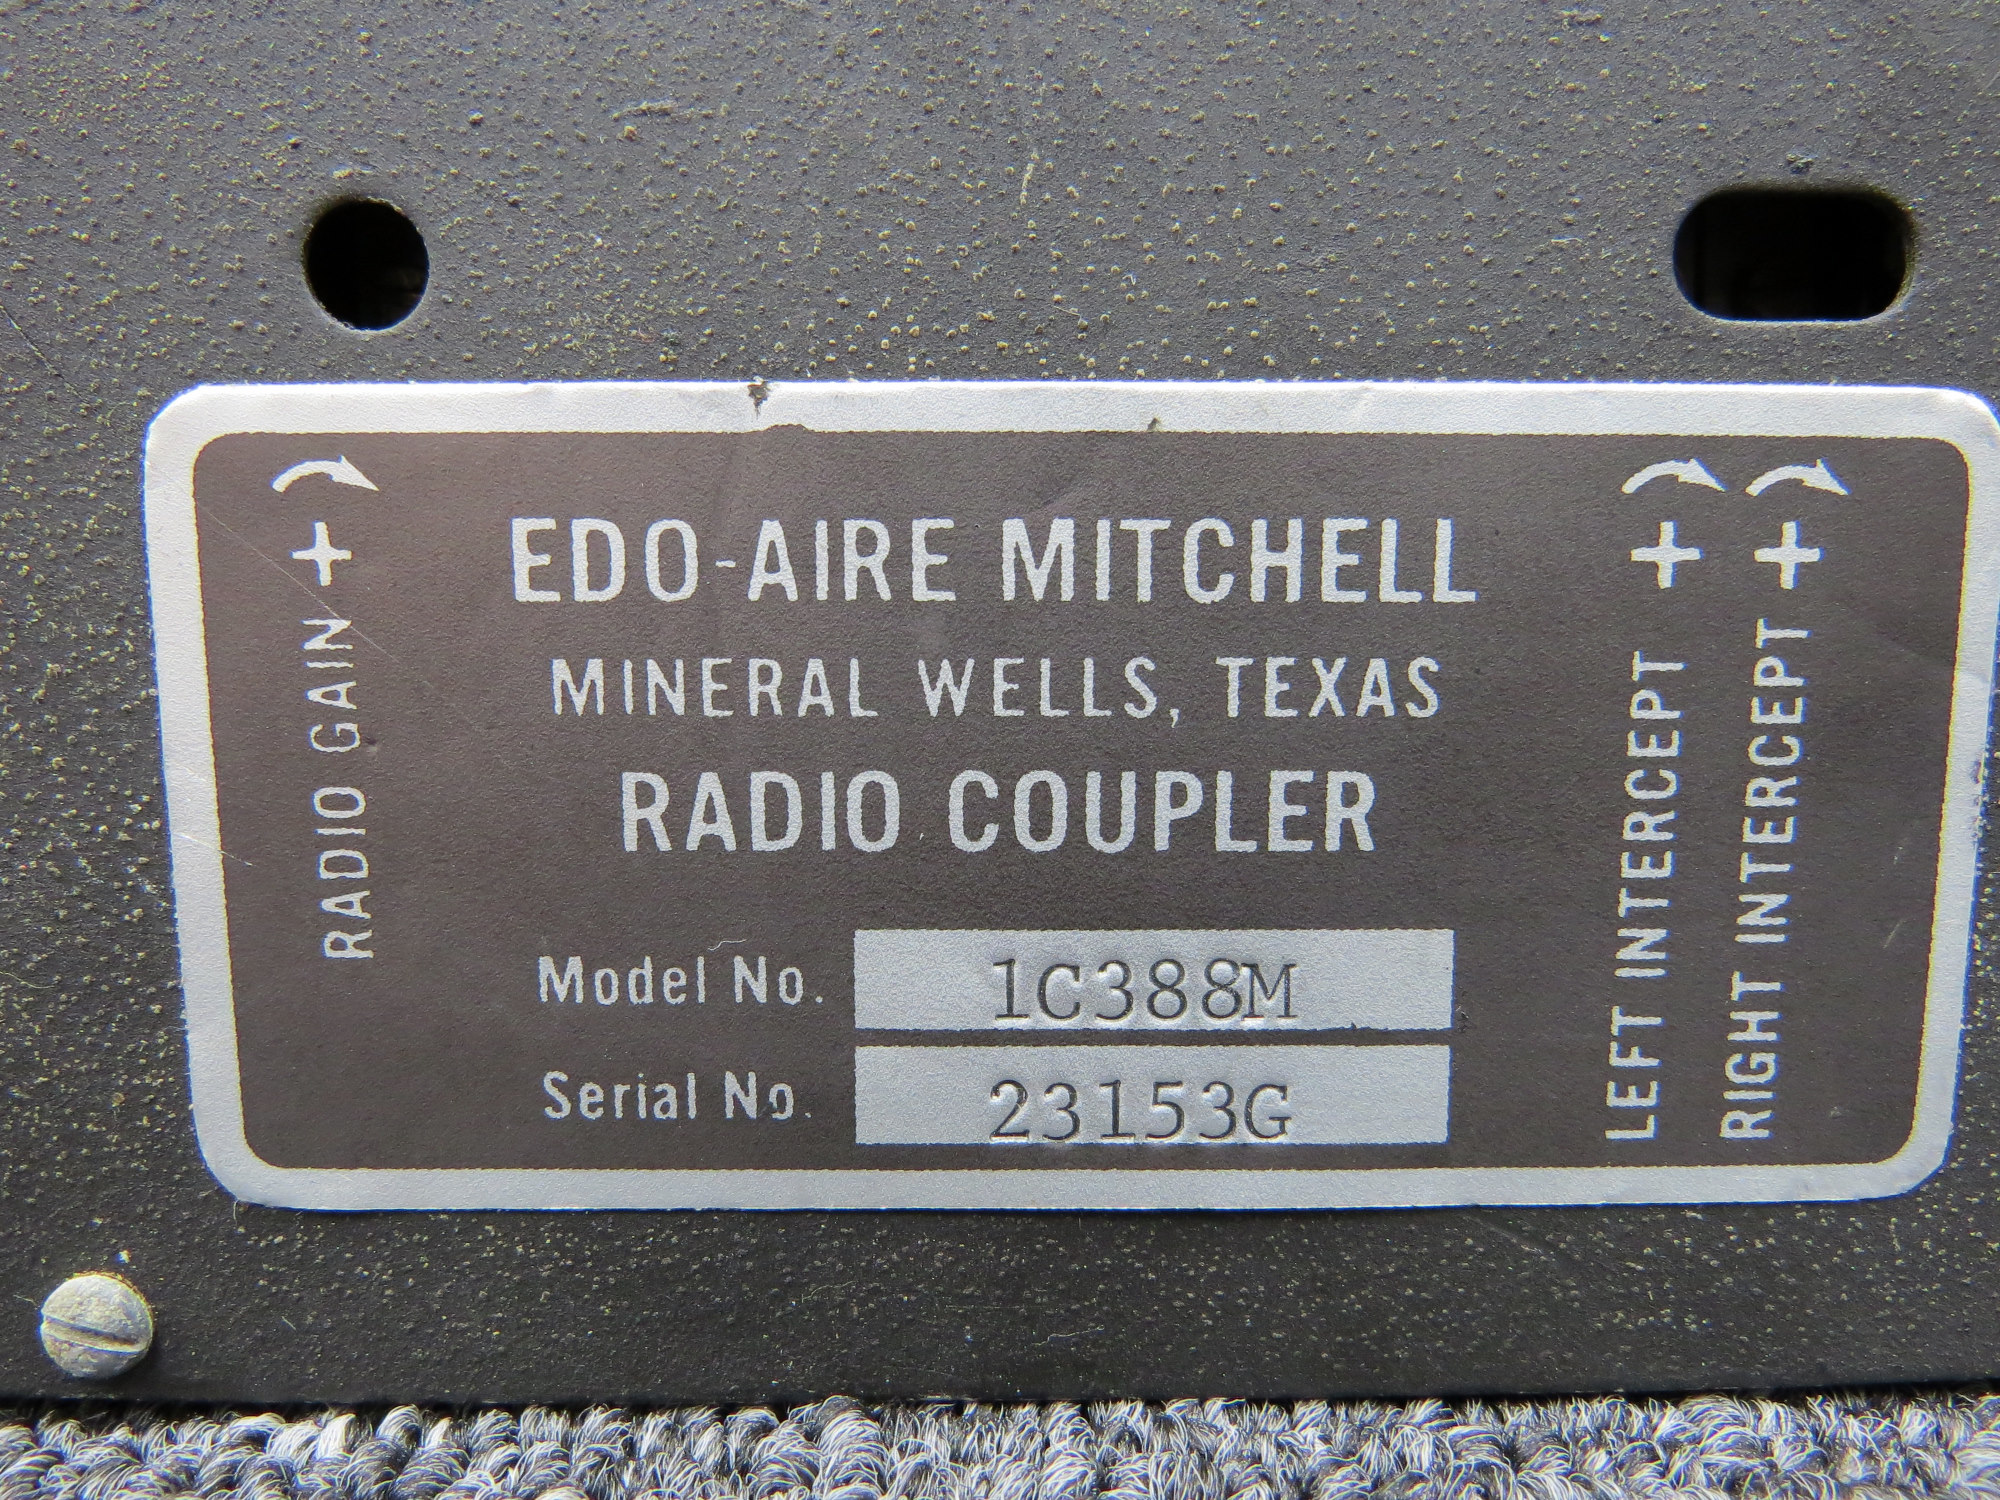 EDO-AIRE MITCHELL
MINERAL WELLS, TEXAS
RADIO COUPLER
Model No. 1C388M
Serial No. 23153G
RADIO GAIN +
LEFT INTERCEPT +
RIGHT INTERCEPT +